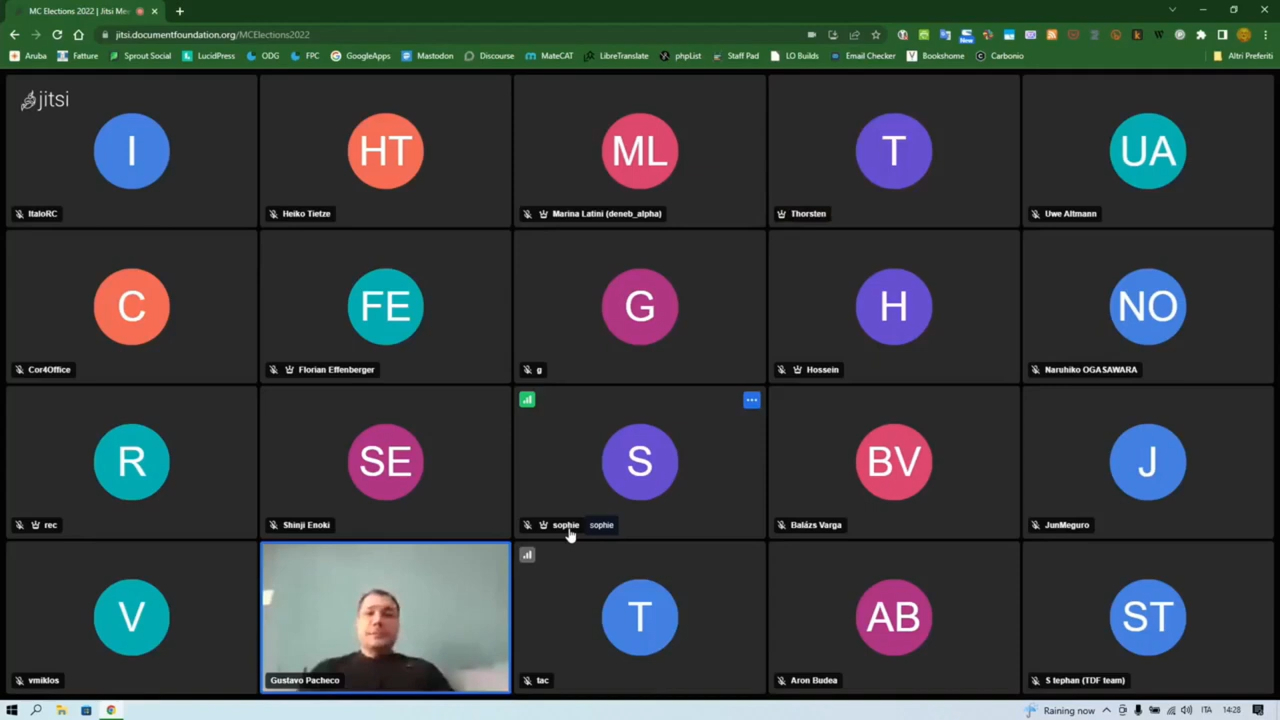 MC Elections 2022 | Jitsi Me
jitsi.documentfoundation.org/MCElections2022
Aruba Fatture Sprout Social LucidPress ODG FPC GoogleApps Mastodon Discourse MateCAT LibreTranslate phpList Staff Pad LO Builds Email Checker Bookshome Carbonio Altri Preferiti
jitsi
I HT ML T UA
ItaloRC Heiko Tietze Marina Latini (deneb_alpha) Thorsten Uwe Altmann
C FE G H NO
Cor4Office Florian Effenberger g Hossein Naruhiko OGASAWARA
R SE S BV J
rec Shinji Enoki sophie sophie Balázs Varga JunMeguro
V T AB ST
vmiklos Gustavo Pacheco tac Aron Budea S tephan (TDF team)
Raining now ITA 14:28